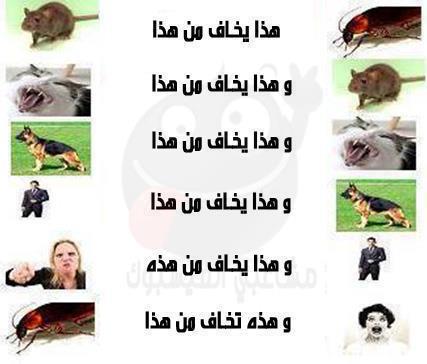 هذا يخاف من هذا
و هذا يخاف من هذا
و هذا يخاف من هذا
و هذا يخاف من هذا
و هذا يخاف من هذه
و هذه تخاف من هذا